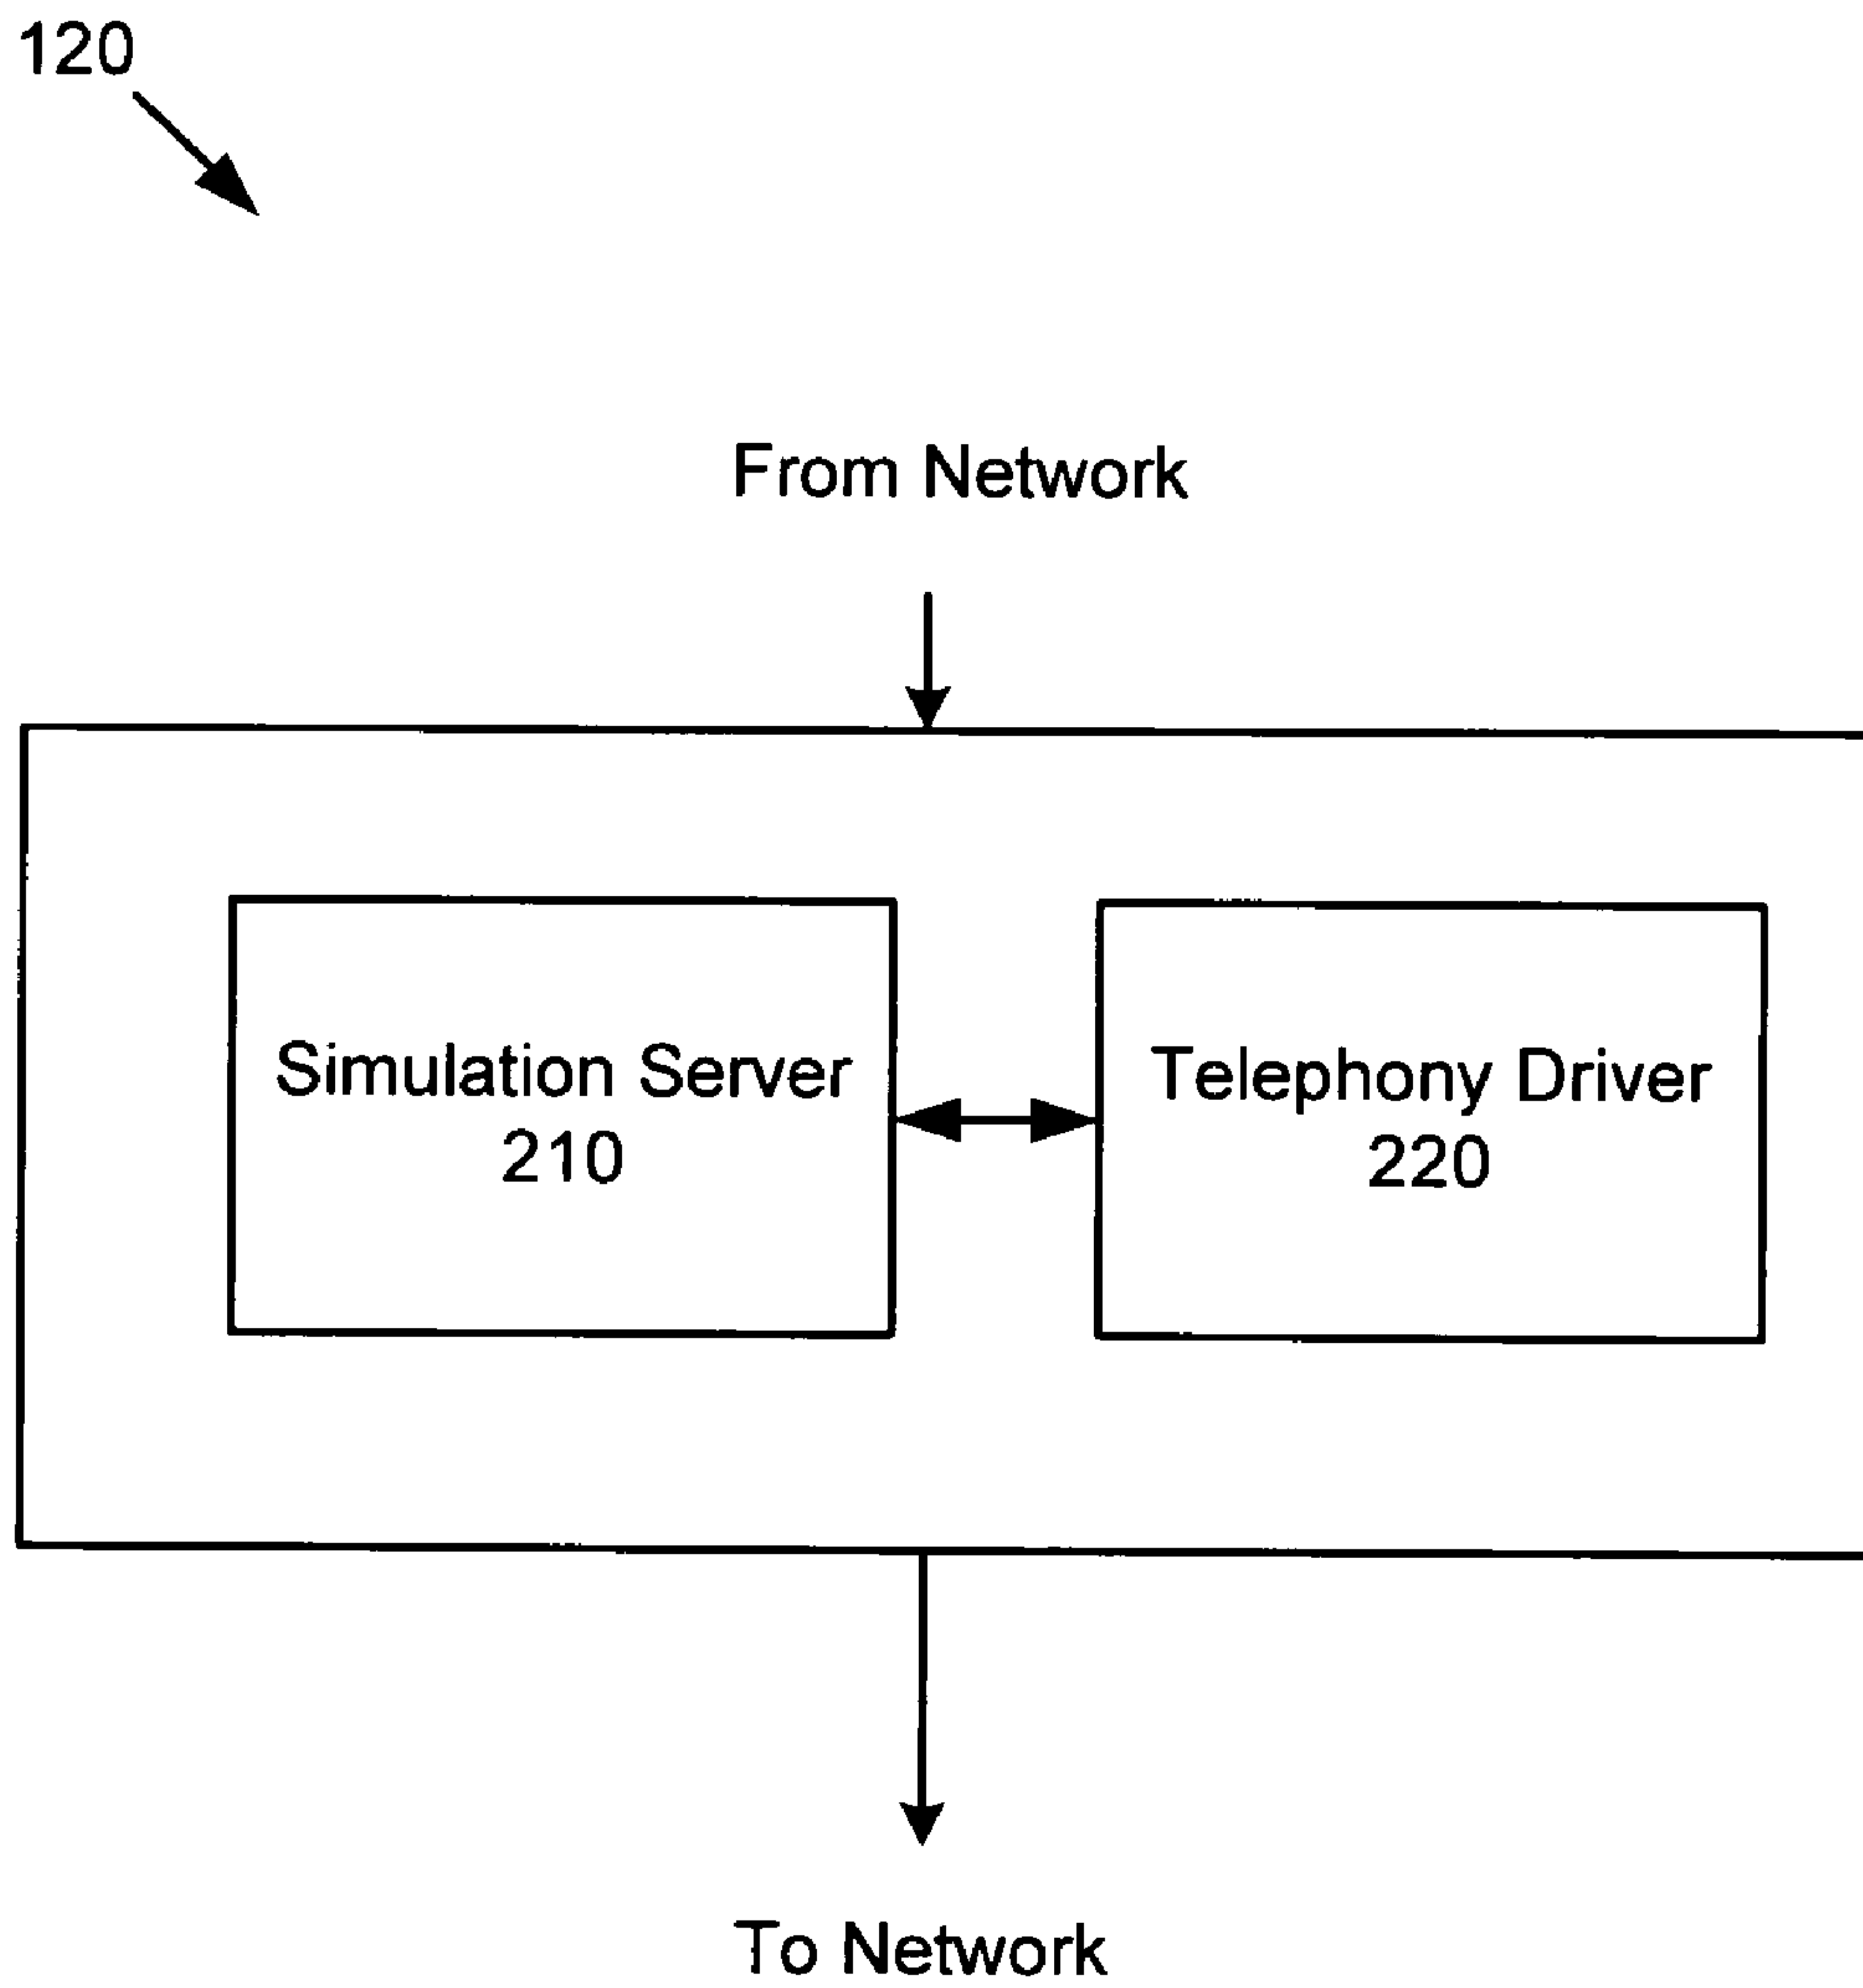 120
From Network
Simulation Server
210
Telephony Driver
220
To Network